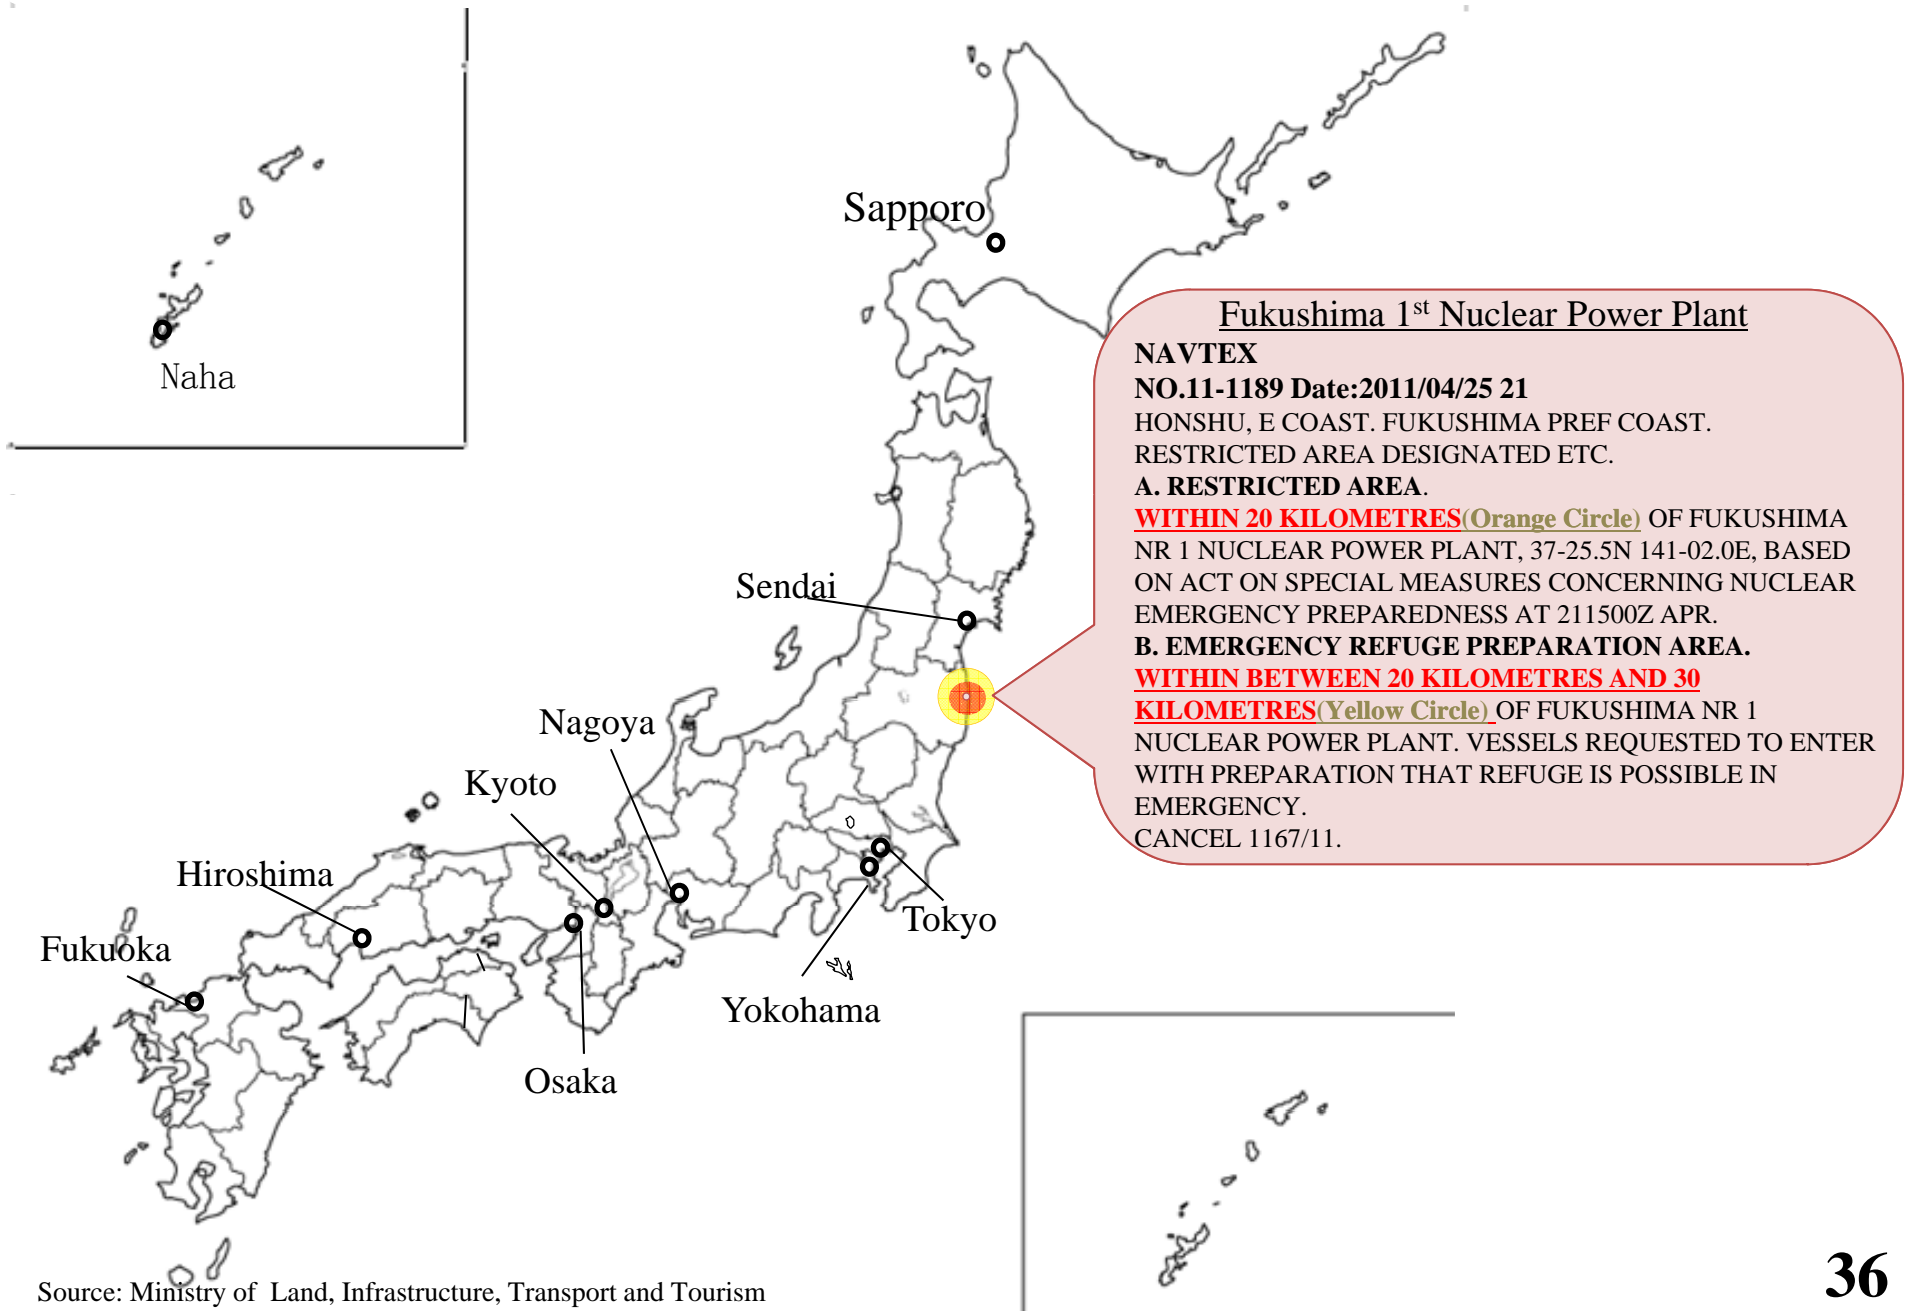 Sapporo
Naha
Fukushima 1st Nuclear Power Plant
NAVTEX
NO.11-1189 Date:2011/04/25 21
HONSHU, E COAST. FUKUSHIMA PREF COAST.
RESTRICTED AREA DESIGNATED ETC.
A. RESTRICTED AREA.
WITHIN 20 KILOMETRES(Orange Circle) OF FUKUSHIMA
NR 1 NUCLEAR POWER PLANT, 37-25.5N 141-02.0E, BASED
ON ACT ON SPECIAL MEASURES CONCERNING NUCLEAR
EMERGENCY PREPAREDNESS AT 211500Z APR.
B. EMERGENCY REFUGE PREPARATION AREA.
WITHIN BETWEEN 20 KILOMETRES AND 30
KILOMETRES(Yellow Circle) OF FUKUSHIMA NR 1
NUCLEAR POWER PLANT. VESSELS REQUESTED TO ENTER
WITH PREPARATION THAT REFUGE IS POSSIBLE IN
EMERGENCY.
CANCEL 1167/11.
Sendai
Nagoya
Kyoto
Hiroshima
Fukuoka
Tokyo
Yokohama
Osaka
Source: Ministry of Land, Infrastructure, Transport and Tourism
36